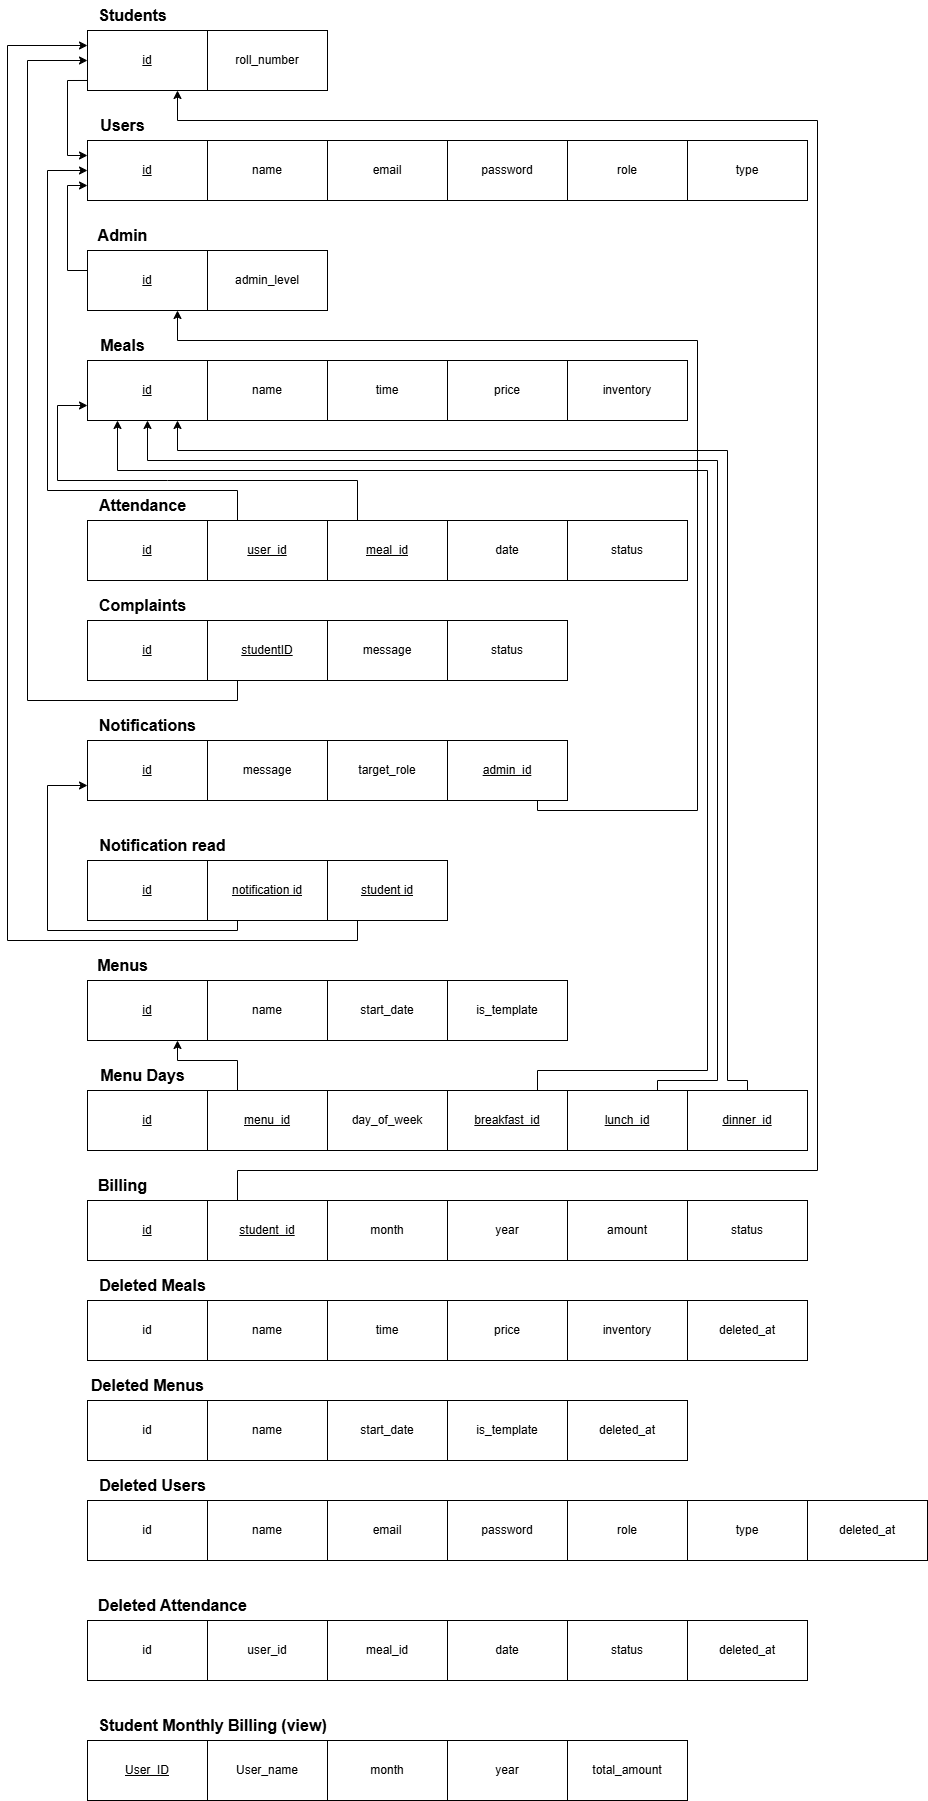 Students
id roll_number
Users
id name email password role type
Admin
id admin_level
Meals
id name time price inventory
Attendance
id user_id meal_id date status
Complaints
id studentID message status
Notifications
id message target_role admin_id
Notification read
id notification id student id
Menus
id name start_date is_template
Menu Days
id menu_id day_of_week breakfast_id lunch_id dinner_id
Billing
id student_id month year amount status
Deleted Meals
id name time price inventory deleted_at
Deleted Menus
id name start_date is_template deleted_at
Deleted Users
id name email password role type deleted_at
Deleted Attendance
id user_id meal_id date status deleted_at
Student Monthly Billing (view)
User_ID User_name month year total_amount